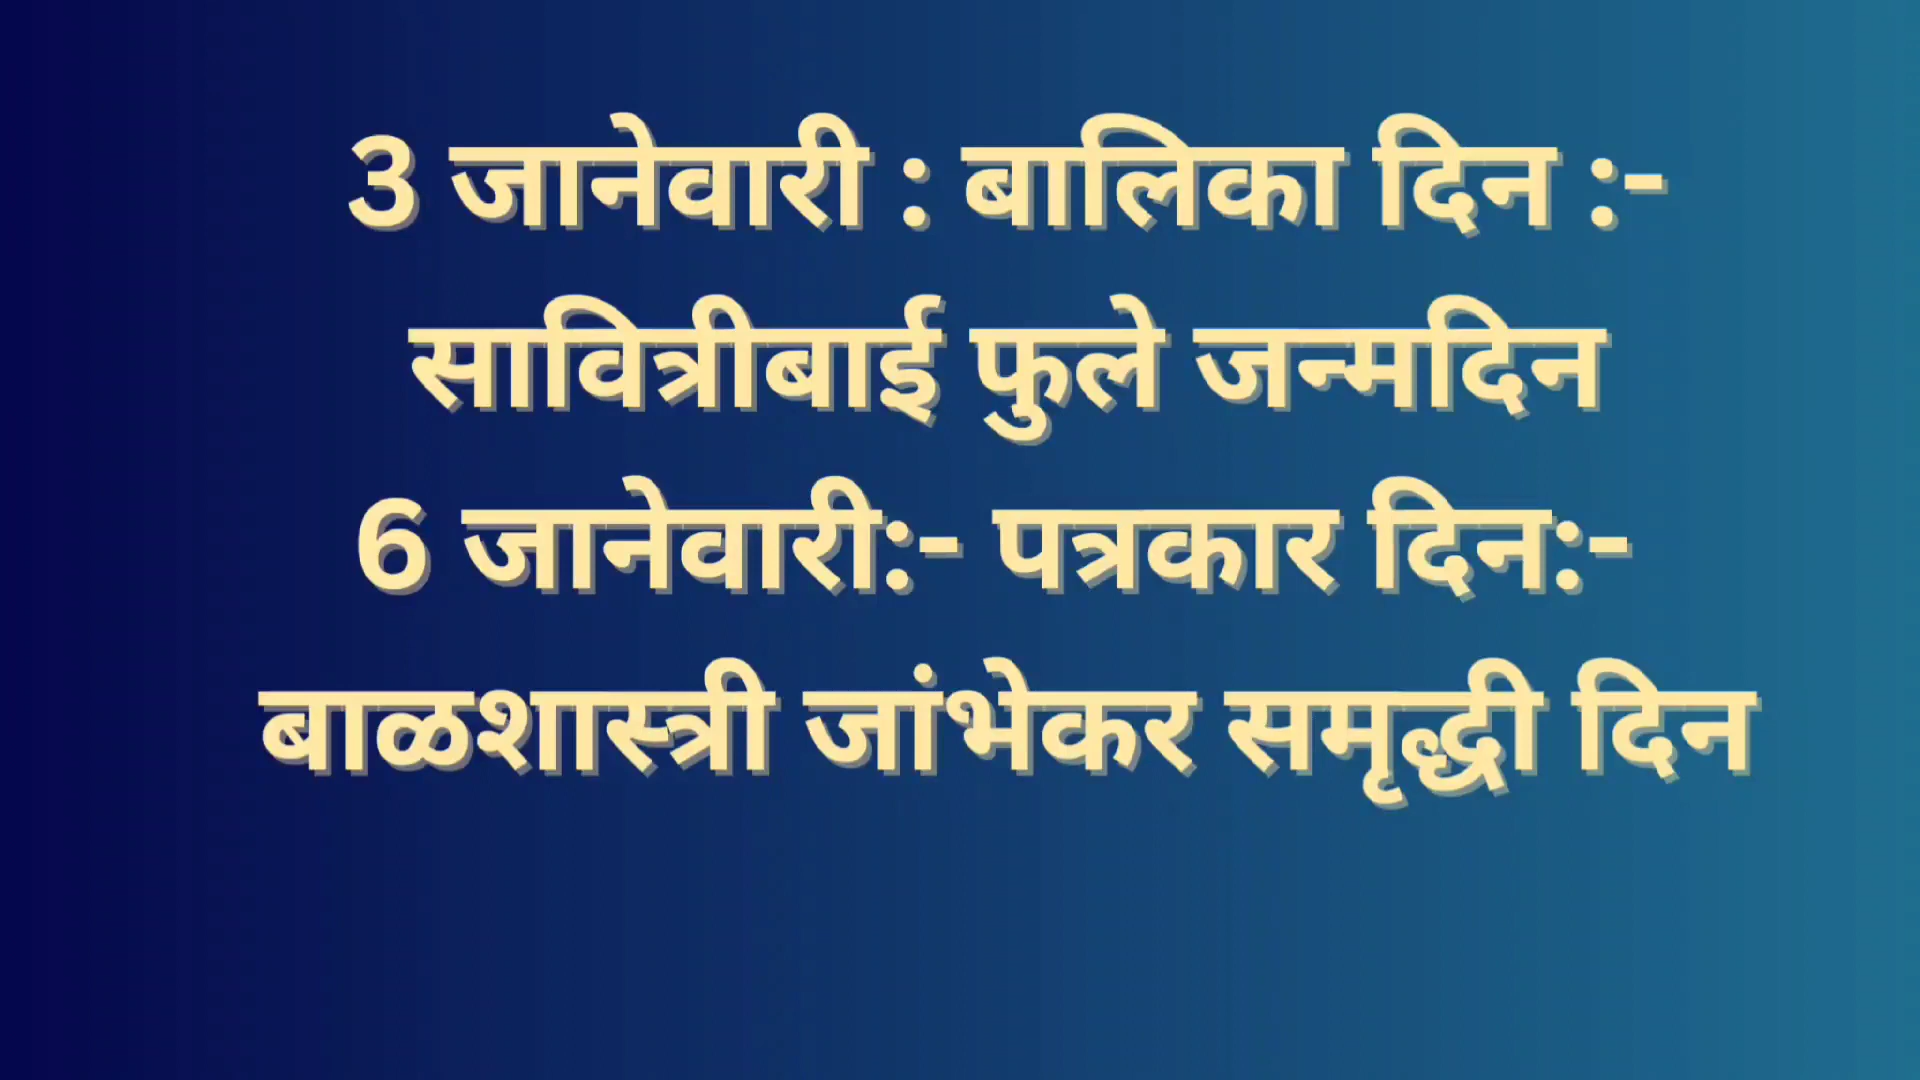 3 जानेवारी : बालिका दिन :-
सावित्रीबाई फुले जन्मदिन
6 जानेवारी:- पत्रकार दिन:-
बाळशास्त्री जांभेकर समृद्धी दिन